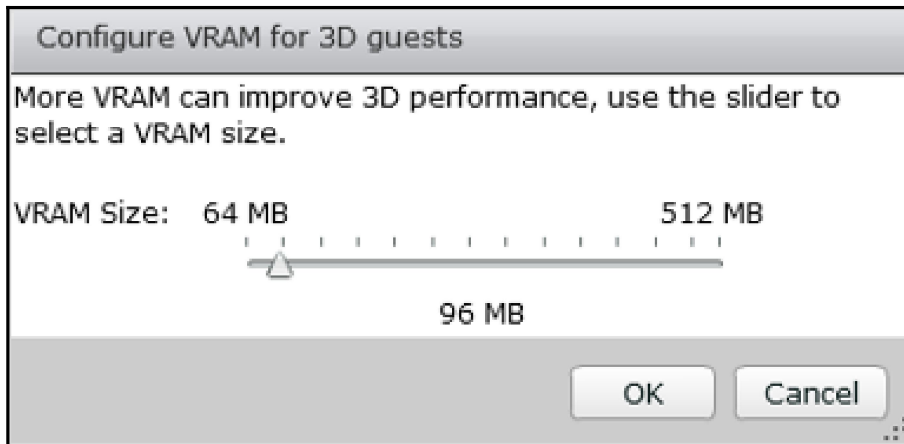 Configure VRAM for 3D guests
More VRAM can improve 3D performance, use the slider to
select a VRAM size.
VRAM Size: 64 MB 512 MB
96 MB
OK Cancel